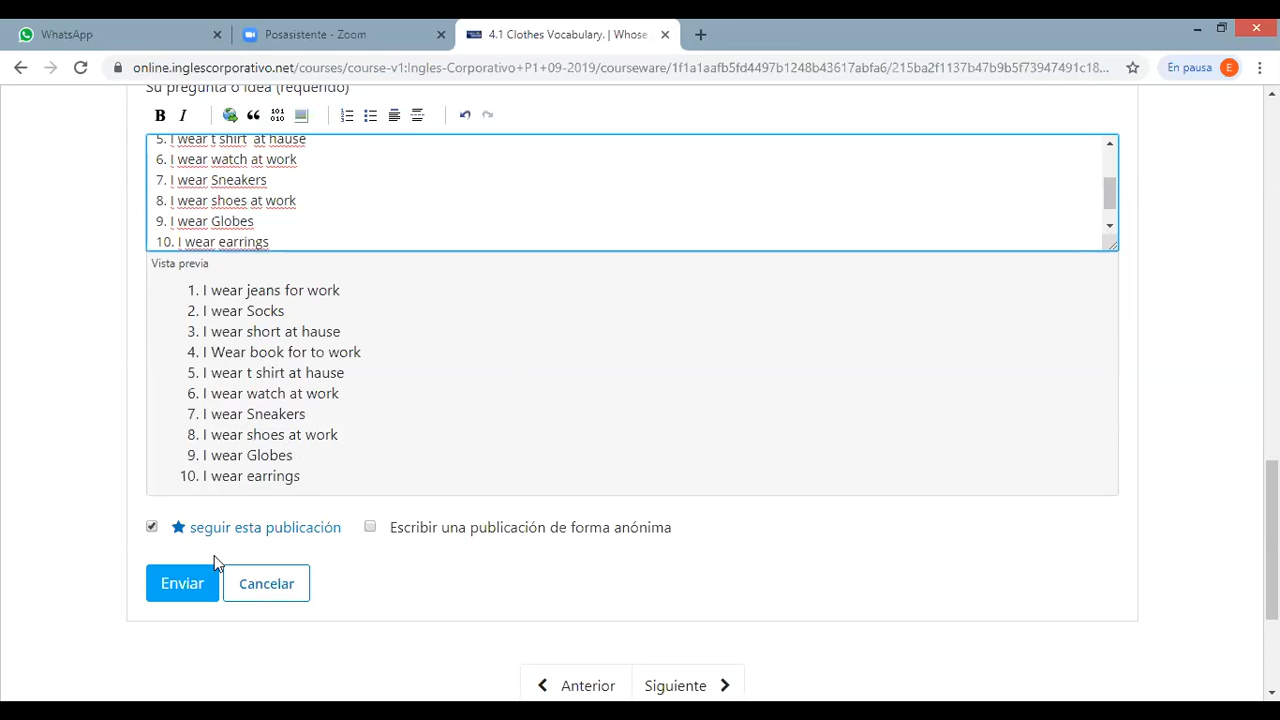 WhatsApp
Posasistente - Zoom
4.1 Clothes Vocabulary. | Whose
online.inglescorporativo.net/courses/course-v1:Ingles-Corporativo+P1+09-2019/courseware/1f1a1aafb5fd4497b1248b43617abfa6/215ba2f1137b47b9b5f73947491c18...
En pausa E
Su pregunta o idea (requerido)
B I
5. I wear t shirt at hause
6. I wear watch at work
7. I wear Sneakers
8. I wear shoes at work
9. I wear Globes
10. I wear earrings
Vista previa
1. I wear jeans for work
2. I wear Socks
3. I wear short at hause
4. I Wear book for to work
5. I wear t shirt at hause
6. I wear watch at work
7. I wear Sneakers
8. I wear shoes at work
9. I wear Globes
10. I wear earrings
seguir esta publicación Escribir una publicación de forma anónima
Enviar Cancelar
Anterior Siguiente